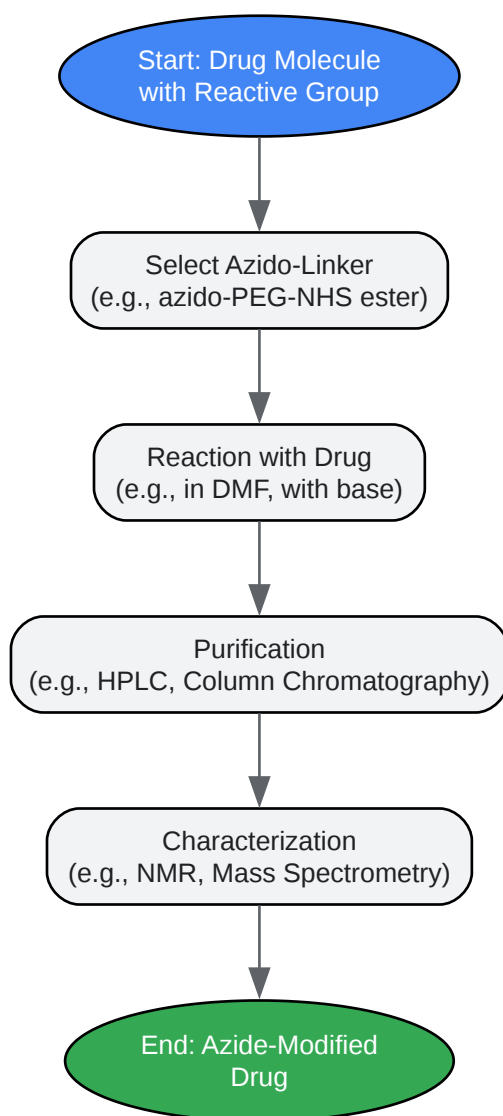 Start: Drug Molecule
with Reactive Group
Select Azido-Linker
(e.g., azido-PEG-NHS ester)
Reaction with Drug
(e.g., in DMF, with base)
Purification
(e.g., HPLC, Column Chromatography)
Characterization
(e.g., NMR, Mass Spectrometry)
End: Azide-Modified
Drug